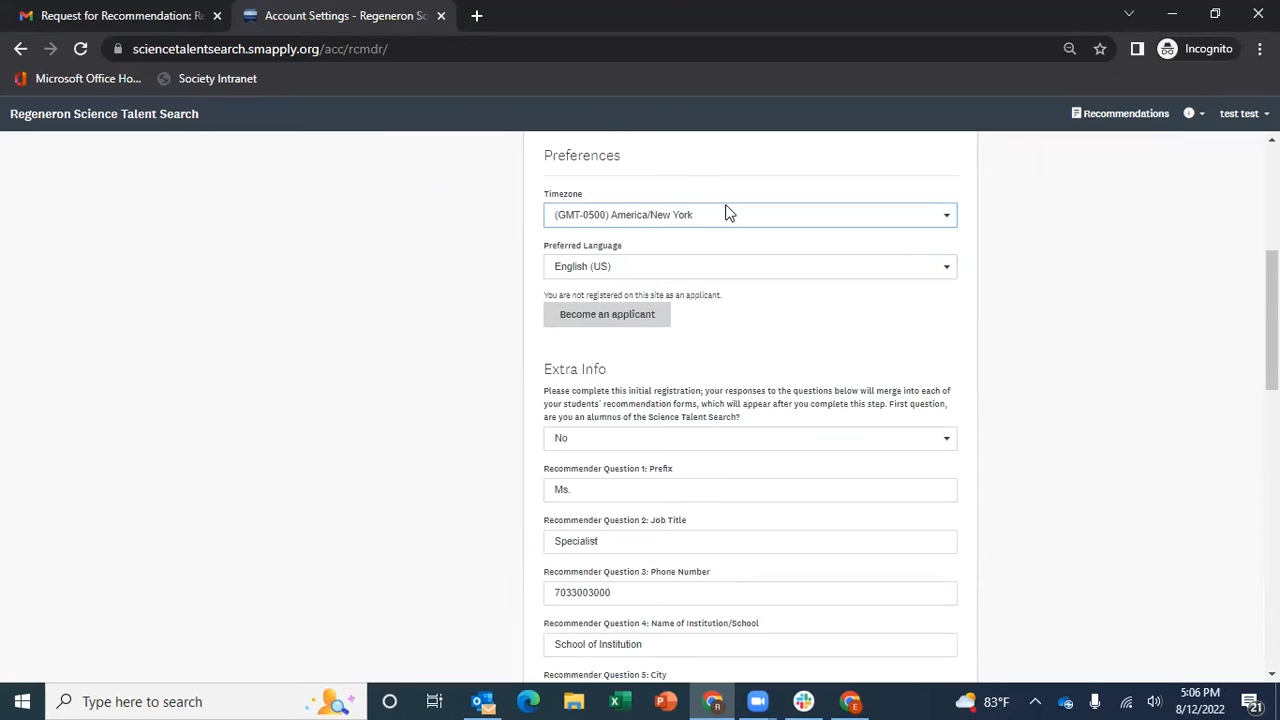 Request for Recommendation: Re
Account Settings - Regeneron Sc
sciencetalentsearch.smapply.org/acc/rcmdr/
Incognito
Microsoft Office Ho...
Society Intranet
Regeneron Science Talent Search
Recommendations
test test
Preferences
Timezone
(GMT-0500) America/New York
Preferred Language
English (US)
You are not registered on this site as an applicant.
Become an applicant
Extra Info
Please complete this initial registration; your responses to the questions below will merge into each of
your students' recommendation forms, which will appear after you complete this step. First question,
are you an alumnus of the Science Talent Search?
No
Recommender Question 1: Prefix
Ms.
Recommender Question 2: Job Title
Specialist
Recommender Question 3: Phone Number
7033003000
Recommender Question 4: Name of Institution/School
School of Institution
Recommender Question 5: City
Type here to search
83°F
5:06 PM
8/12/2022
21